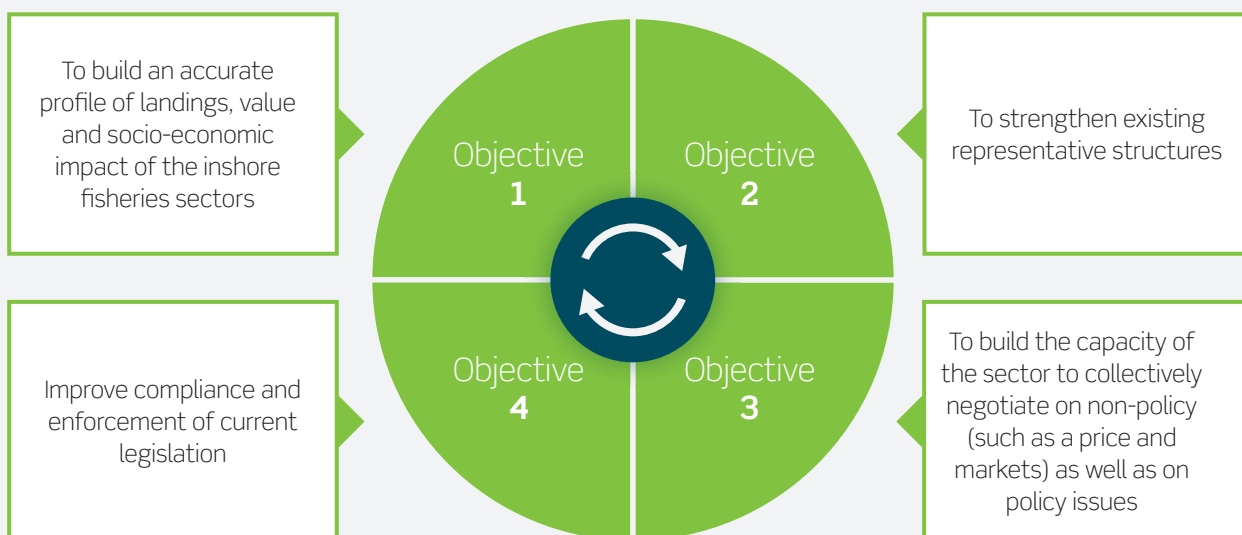 To build an accurate
profile of landings, value
and socio-economic
impact of the inshore
fisheries sectors
Objective
1
Objective
2
To strengthen existing
representative structures
Improve compliance and
enforcement of current
legislation
Objective
4
Objective
3
To build the capacity of
the sector to collectively
negotiate on non-policy
(such as a price and
markets) as well as on
policy issues